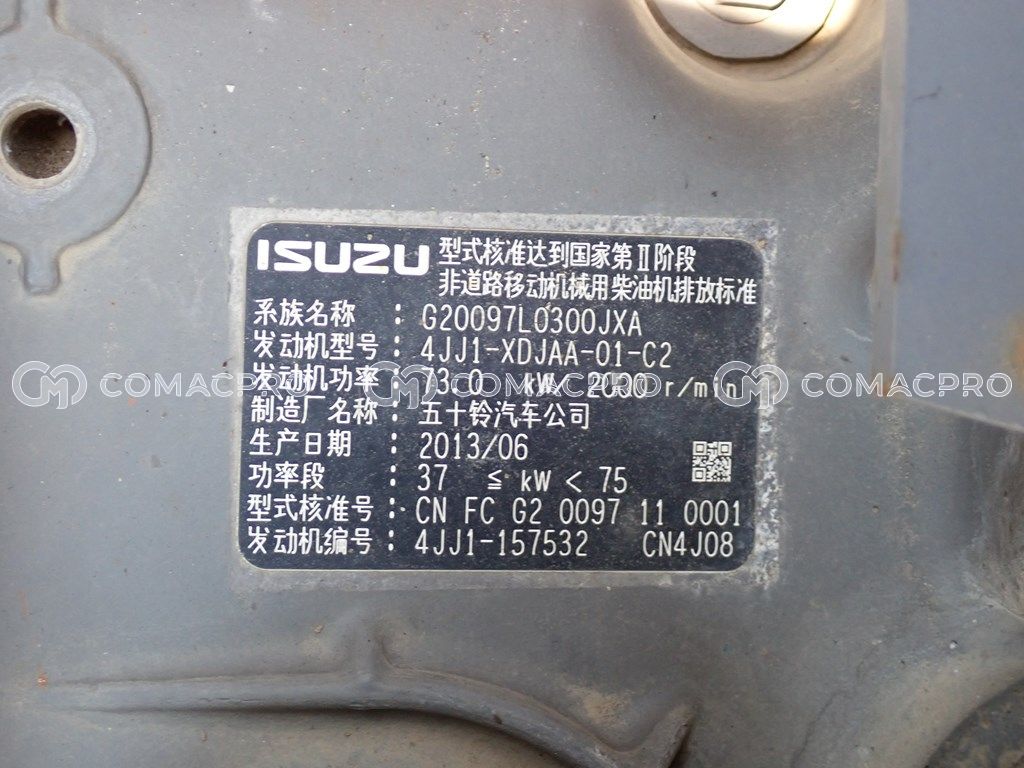 ISUZU 型式核准达到国家第Ⅱ阶段
非道路移动机械用柴油机排放标准
系族名称 : G20097L0300JXA
发动机型号: 4JJ1-XDJAA-01-C2
发动机功率: 73.0 kW/ 2000 r/min
COMACPRO COMACPRO COMACPRO
制造厂名称: 五十铃汽车公司
生产日期 : 2013/06
功率段 : 37 ≦ kW < 75
型式核准号: CN FC G2 0097 11 0001
发动机编号: 4JJ1-157532 CN4J08